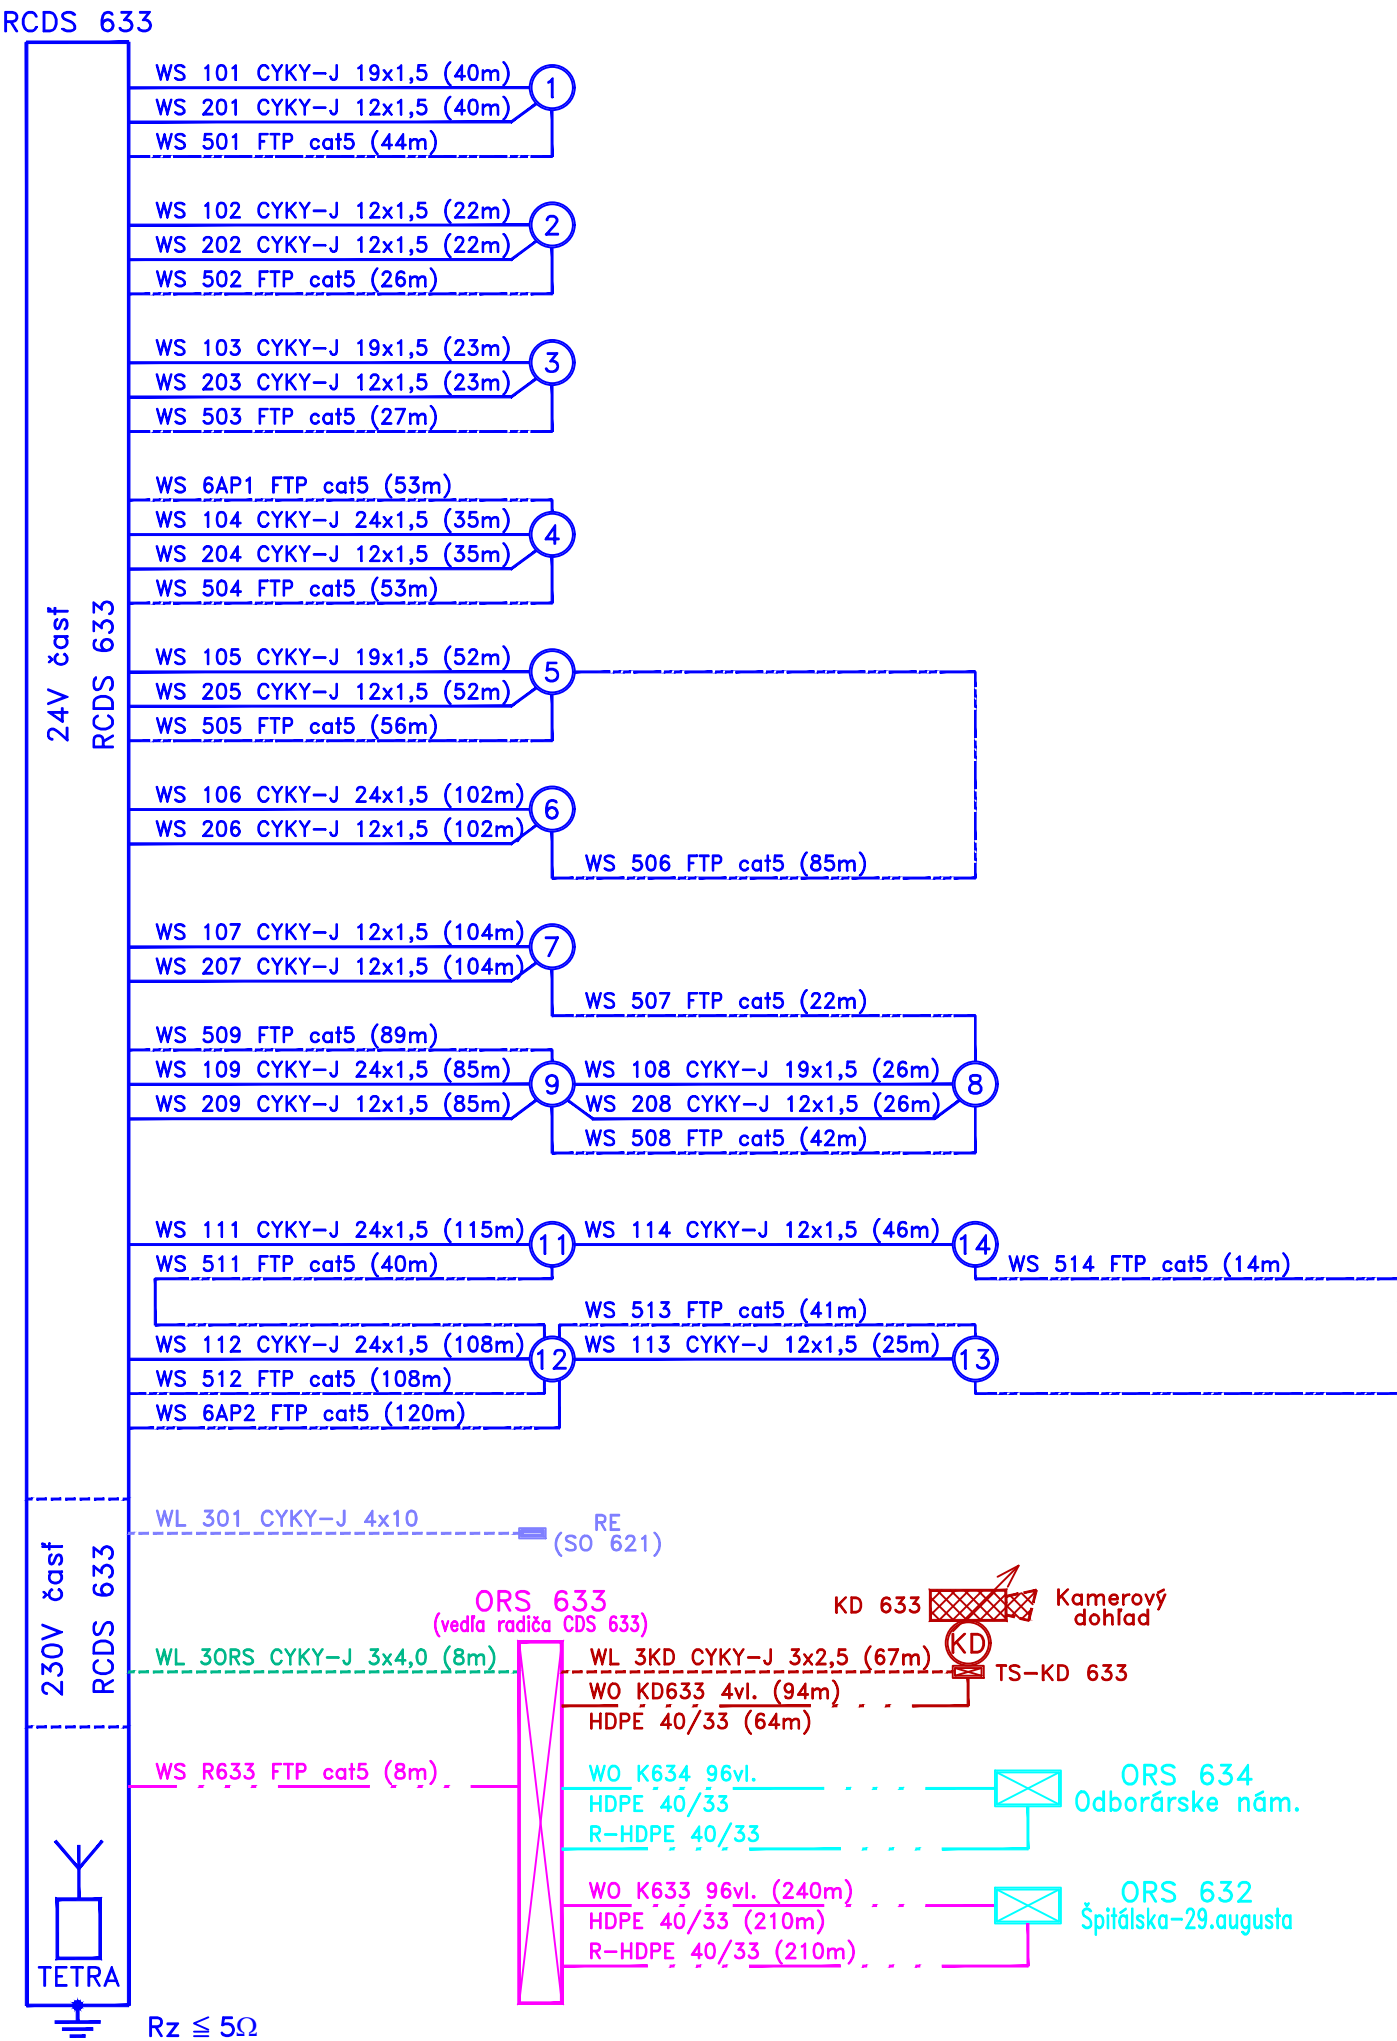 RCDS 633
WS 101 CYKY-J 19x1,5 (40m)
WS 201 CYKY-J 12x1,5 (40m)
WS 501 FTP cat5 (44m)
1
WS 102 CYKY-J 12x1,5 (22m)
WS 202 CYKY-J 12x1,5 (22m)
WS 502 FTP cat5 (26m)
2
WS 103 CYKY-J 19x1,5 (23m)
WS 203 CYKY-J 12x1,5 (23m)
WS 503 FTP cat5 (27m)
3
WS 6AP1 FTP cat5 (53m)
WS 104 CYKY-J 24x1,5 (35m)
WS 204 CYKY-J 12x1,5 (35m)
WS 504 FTP cat5 (53m)
4
24V časť
RCDS 633
WS 105 CYKY-J 19x1,5 (52m)
WS 205 CYKY-J 12x1,5 (52m)
WS 505 FTP cat5 (56m)
5
WS 106 CYKY-J 24x1,5 (102m)
WS 206 CYKY-J 12x1,5 (102m)
6
WS 506 FTP cat5 (85m)
WS 107 CYKY-J 12x1,5 (104m)
WS 207 CYKY-J 12x1,5 (104m)
7
WS 507 FTP cat5 (22m)
WS 509 FTP cat5 (89m)
WS 109 CYKY-J 24x1,5 (85m)
WS 209 CYKY-J 12x1,5 (85m)
9
WS 108 CYKY-J 19x1,5 (26m)
WS 208 CYKY-J 12x1,5 (26m)
WS 508 FTP cat5 (42m)
8
WS 111 CYKY-J 24x1,5 (115m)
WS 511 FTP cat5 (40m)
11
WS 114 CYKY-J 12x1,5 (46m)
14
WS 514 FTP cat5 (14m)
WS 513 FTP cat5 (41m)
WS 112 CYKY-J 24x1,5 (108m)
WS 512 FTP cat5 (108m)
WS 6AP2 FTP cat5 (120m)
12
WS 113 CYKY-J 12x1,5 (25m)
13
230V časť
RCDS 633
WL 301 CYKY-J 4x10
RE
(SO 621)
ORS 633
(vedľa radiča CDS 633)
WL 3ORS CYKY-J 3x4,0 (8m)
WL 3KD CYKY-J 3x2,5 (67m)
WO KD633 4vl. (94m)
HDPE 40/33 (64m)
KD 633
KD
Kamerový
dohľad
TS-KD 633
WS R633 FTP cat5 (8m)
WO K634 96vl.
HDPE 40/33
R-HDPE 40/33
ORS 634
Odborárske nám.
WO K633 96vl. (240m)
HDPE 40/33 (210m)
R-HDPE 40/33 (210m)
ORS 632
Špitálska-29.augusta
TETRA
Rz ≦ 5Ω